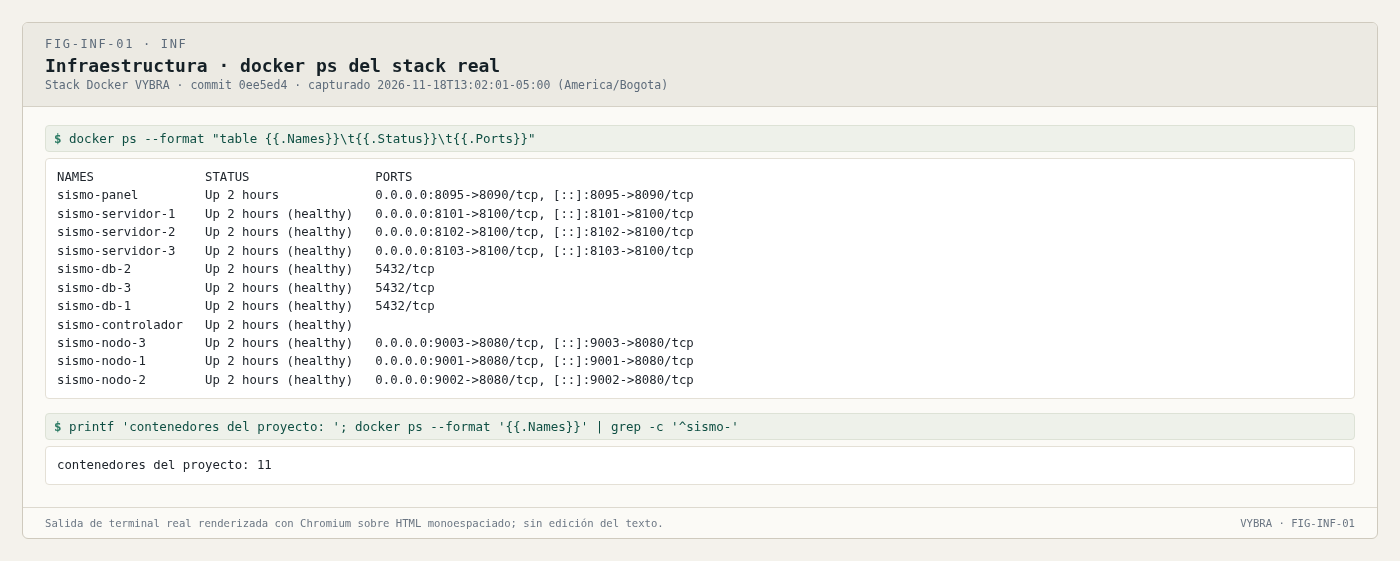 FIG-INF-01 · INF
Infraestructura · docker ps del stack real
Stack Docker VYBRA · commit 0ee5ed4 · capturado 2026-11-18T13:02:01-05:00 (America/Bogota)
$ docker ps --format "table {{.Names}}\t{{.Status}}\t{{.Ports}}"
NAMES STATUS PORTS
sismo-panel Up 2 hours 0.0.0.0:8095->8090/tcp, [::]:8095->8090/tcp
sismo-servidor-1 Up 2 hours (healthy) 0.0.0.0:8101->8100/tcp, [::]:8101->8100/tcp
sismo-servidor-2 Up 2 hours (healthy) 0.0.0.0:8102->8100/tcp, [::]:8102->8100/tcp
sismo-servidor-3 Up 2 hours (healthy) 0.0.0.0:8103->8100/tcp, [::]:8103->8100/tcp
sismo-db-2 Up 2 hours (healthy) 5432/tcp
sismo-db-3 Up 2 hours (healthy) 5432/tcp
sismo-db-1 Up 2 hours (healthy) 5432/tcp
sismo-controlador Up 2 hours (healthy)
sismo-nodo-3 Up 2 hours (healthy) 0.0.0.0:9003->8080/tcp, [::]:9003->8080/tcp
sismo-nodo-1 Up 2 hours (healthy) 0.0.0.0:9001->8080/tcp, [::]:9001->8080/tcp
sismo-nodo-2 Up 2 hours (healthy) 0.0.0.0:9002->8080/tcp, [::]:9002->8080/tcp
$ printf 'contenedores del proyecto: '; docker ps --format '{{.Names}}' | grep -c '^sismo-'
contenedores del proyecto: 11
Salida de terminal real renderizada con Chromium sobre HTML monoespaciado; sin edición del texto.
VYBRA · FIG-INF-01